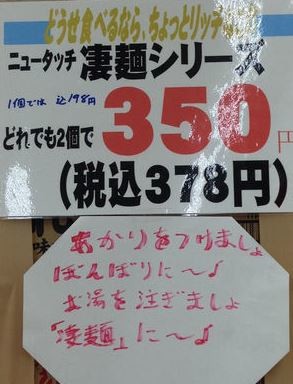 どうせ食べるなら、ちょっとリッチ
ニュータッチ 凄麺シリーズ
1個では 込198円
どれでも2個で 350円
(税込378円)
味
あかりをつけましょ
ぼんぼりに〜♪
お湯を注ぎましょ
「凄麺」に〜♪